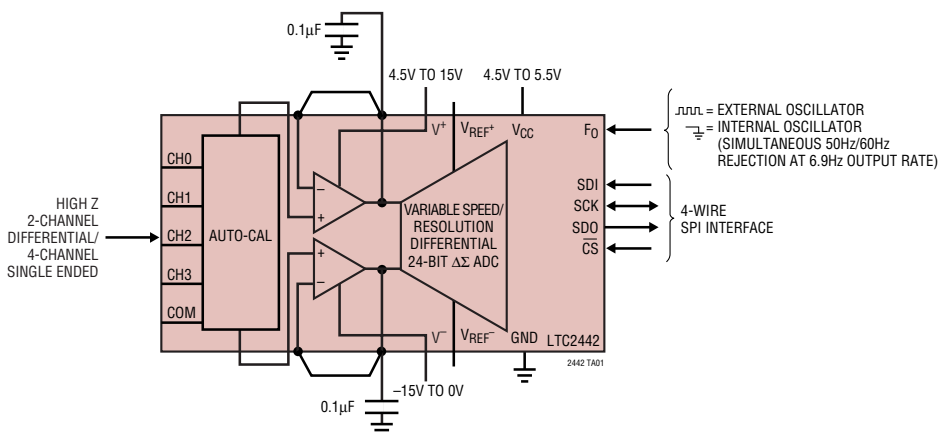 0.1µF
4.5V TO 15V
4.5V TO 5.5V
V+
VREF+
VCC
FO
= EXTERNAL OSCILLATOR
= INTERNAL OSCILLATOR
(SIMULTANEOUS 50Hz/60Hz
REJECTION AT 6.9Hz OUTPUT RATE)
HIGH Z
2-CHANNEL
DIFFERENTIAL/
4-CHANNEL
SINGLE ENDED
CH0
CH1
CH2
CH3
COM
AUTO-CAL
–
+
+
–
VARIABLE SPEED/
RESOLUTION
DIFFERENTIAL
24-BIT ΔΣ ADC
SDI
SCK
SDO
CS
4-WIRE
SPI INTERFACE
V–
VREF–
GND
LTC2442
2442 TA01
–15V TO 0V
0.1µF